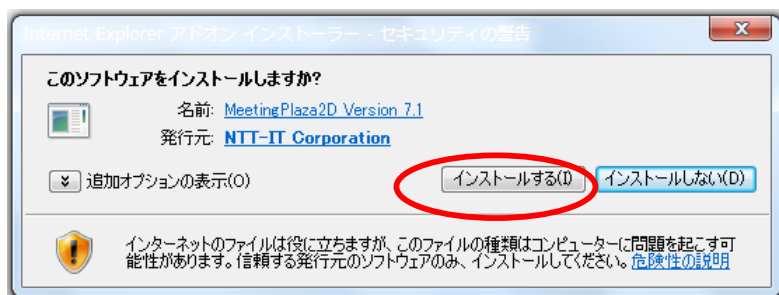 Internet Explorer アドオン インストーラー - セキュリティの警告
このソフトウェアをインストールしますか?
名前: MeetingPlaza2D Version 7.1
発行元: NTT-IT Corporation
追加オプションの表示(O)
インストールする(I)
インストールしない(D)
インターネットのファイルは役に立ちますが、このファイルの種類はコンピューターに問題を起こす可
能性があります。信頼する発行元のソフトウェアのみ、インストールしてください。危険性の説明